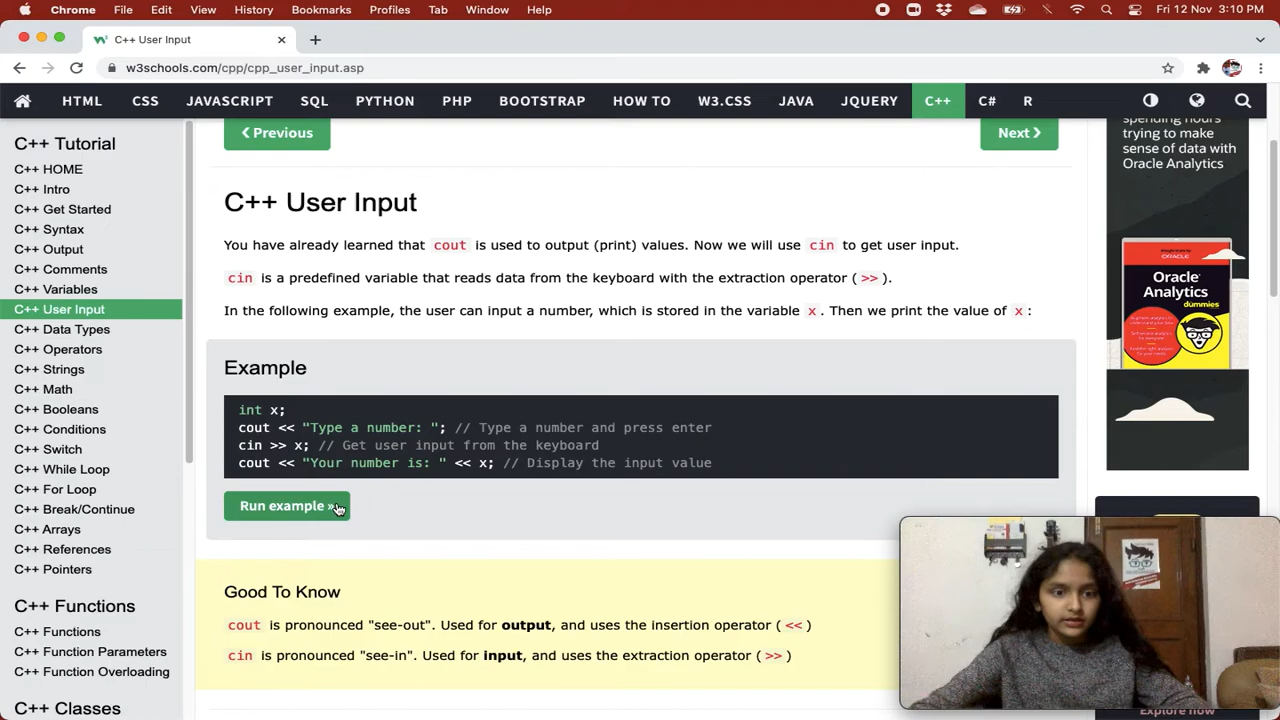 Chrome File Edit View History Bookmarks Profiles Tab Window Help Fri 12 Nov 3:10 PM
C++ User Input
w3schools.com/cpp/cpp_user_input.asp
HTML CSS JAVASCRIPT SQL PYTHON PHP BOOTSTRAP HOW TO W3.CSS JAVA JQUERY C++ C# R
C++ Tutorial
C++ HOME
C++ Intro
C++ Get Started
C++ Syntax
C++ Output
C++ Comments
C++ Variables
C++ User Input
C++ Data Types
C++ Operators
C++ Strings
C++ Math
C++ Booleans
C++ Conditions
C++ Switch
C++ While Loop
C++ For Loop
C++ Break/Continue
C++ Arrays
C++ References
C++ Pointers
C++ Functions
C++ Functions
C++ Function Parameters
C++ Function Overloading
C++ Classes
❮ Previous
Next ❯
C++ User Input
You have already learned that cout is used to output (print) values. Now we will use cin to get user input.
cin is a predefined variable that reads data from the keyboard with the extraction operator (>>).
In the following example, the user can input a number, which is stored in the variable x. Then we print the value of x:
Example
int x;
cout << "Type a number: "; // Type a number and press enter
cin >> x; // Get user input from the keyboard
cout << "Your number is: " << x; // Display the input value
Run example »
Good To Know
cout is pronounced "see-out". Used for output, and uses the insertion operator (<<)
cin is pronounced "see-in". Used for input, and uses the extraction operator (>>)
spending hours
trying to make
sense of data with
Oracle Analytics
ORACLE
Oracle
Analytics
dummies
Explore now